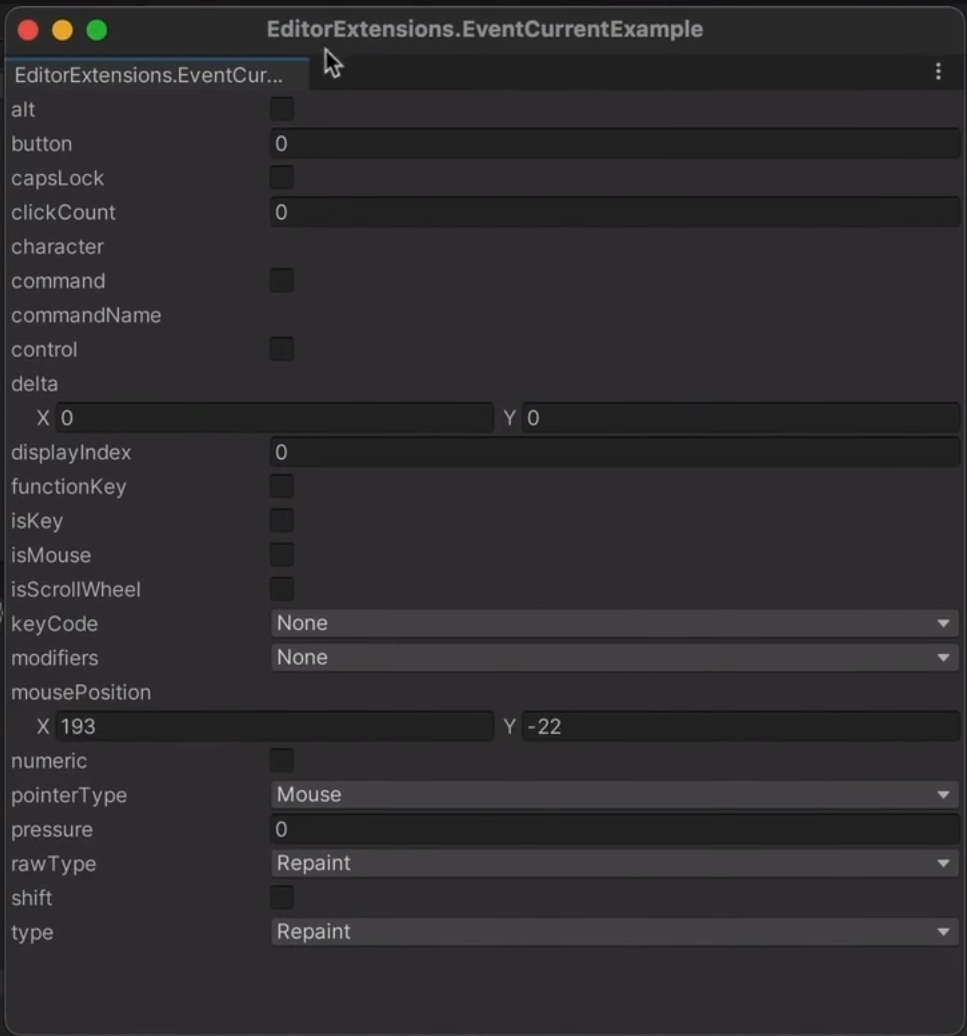 EditorExtensions.EventCurrentExample
EditorExtensions.EventCur...
alt
button 0
capsLock
clickCount 0
character
command
commandName
control
delta
X 0 Y 0
displayIndex 0
functionKey
isKey
isMouse
isScrollWheel
keyCode None
modifiers None
mousePosition
X 193 Y -22
numeric
pointerType Mouse
pressure 0
rawType Repaint
shift
type Repaint